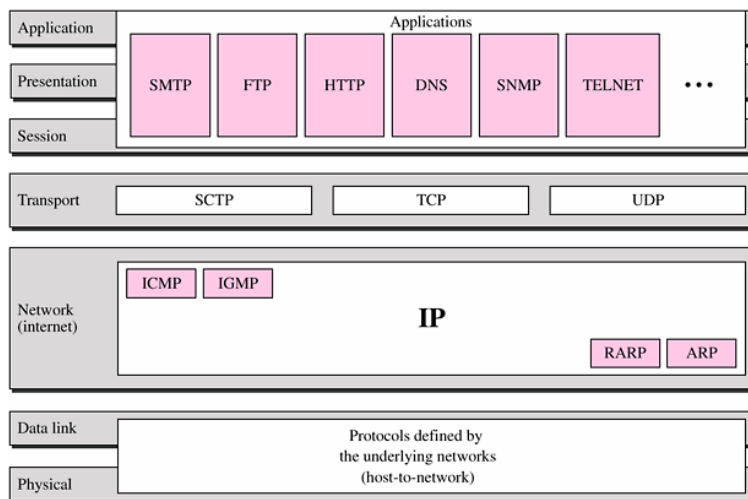 Application
Applications
Presentation
SMTP FTP HTTP DNS SNMP TELNET •••
Session
Transport
SCTP TCP UDP
ICMP IGMP
Network
(internet)
IP
RARP ARP
Data link
Protocols defined by
the underlying networks
(host-to-network)
Physical